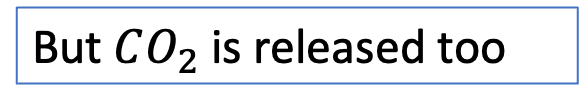 But CO₂ is released too